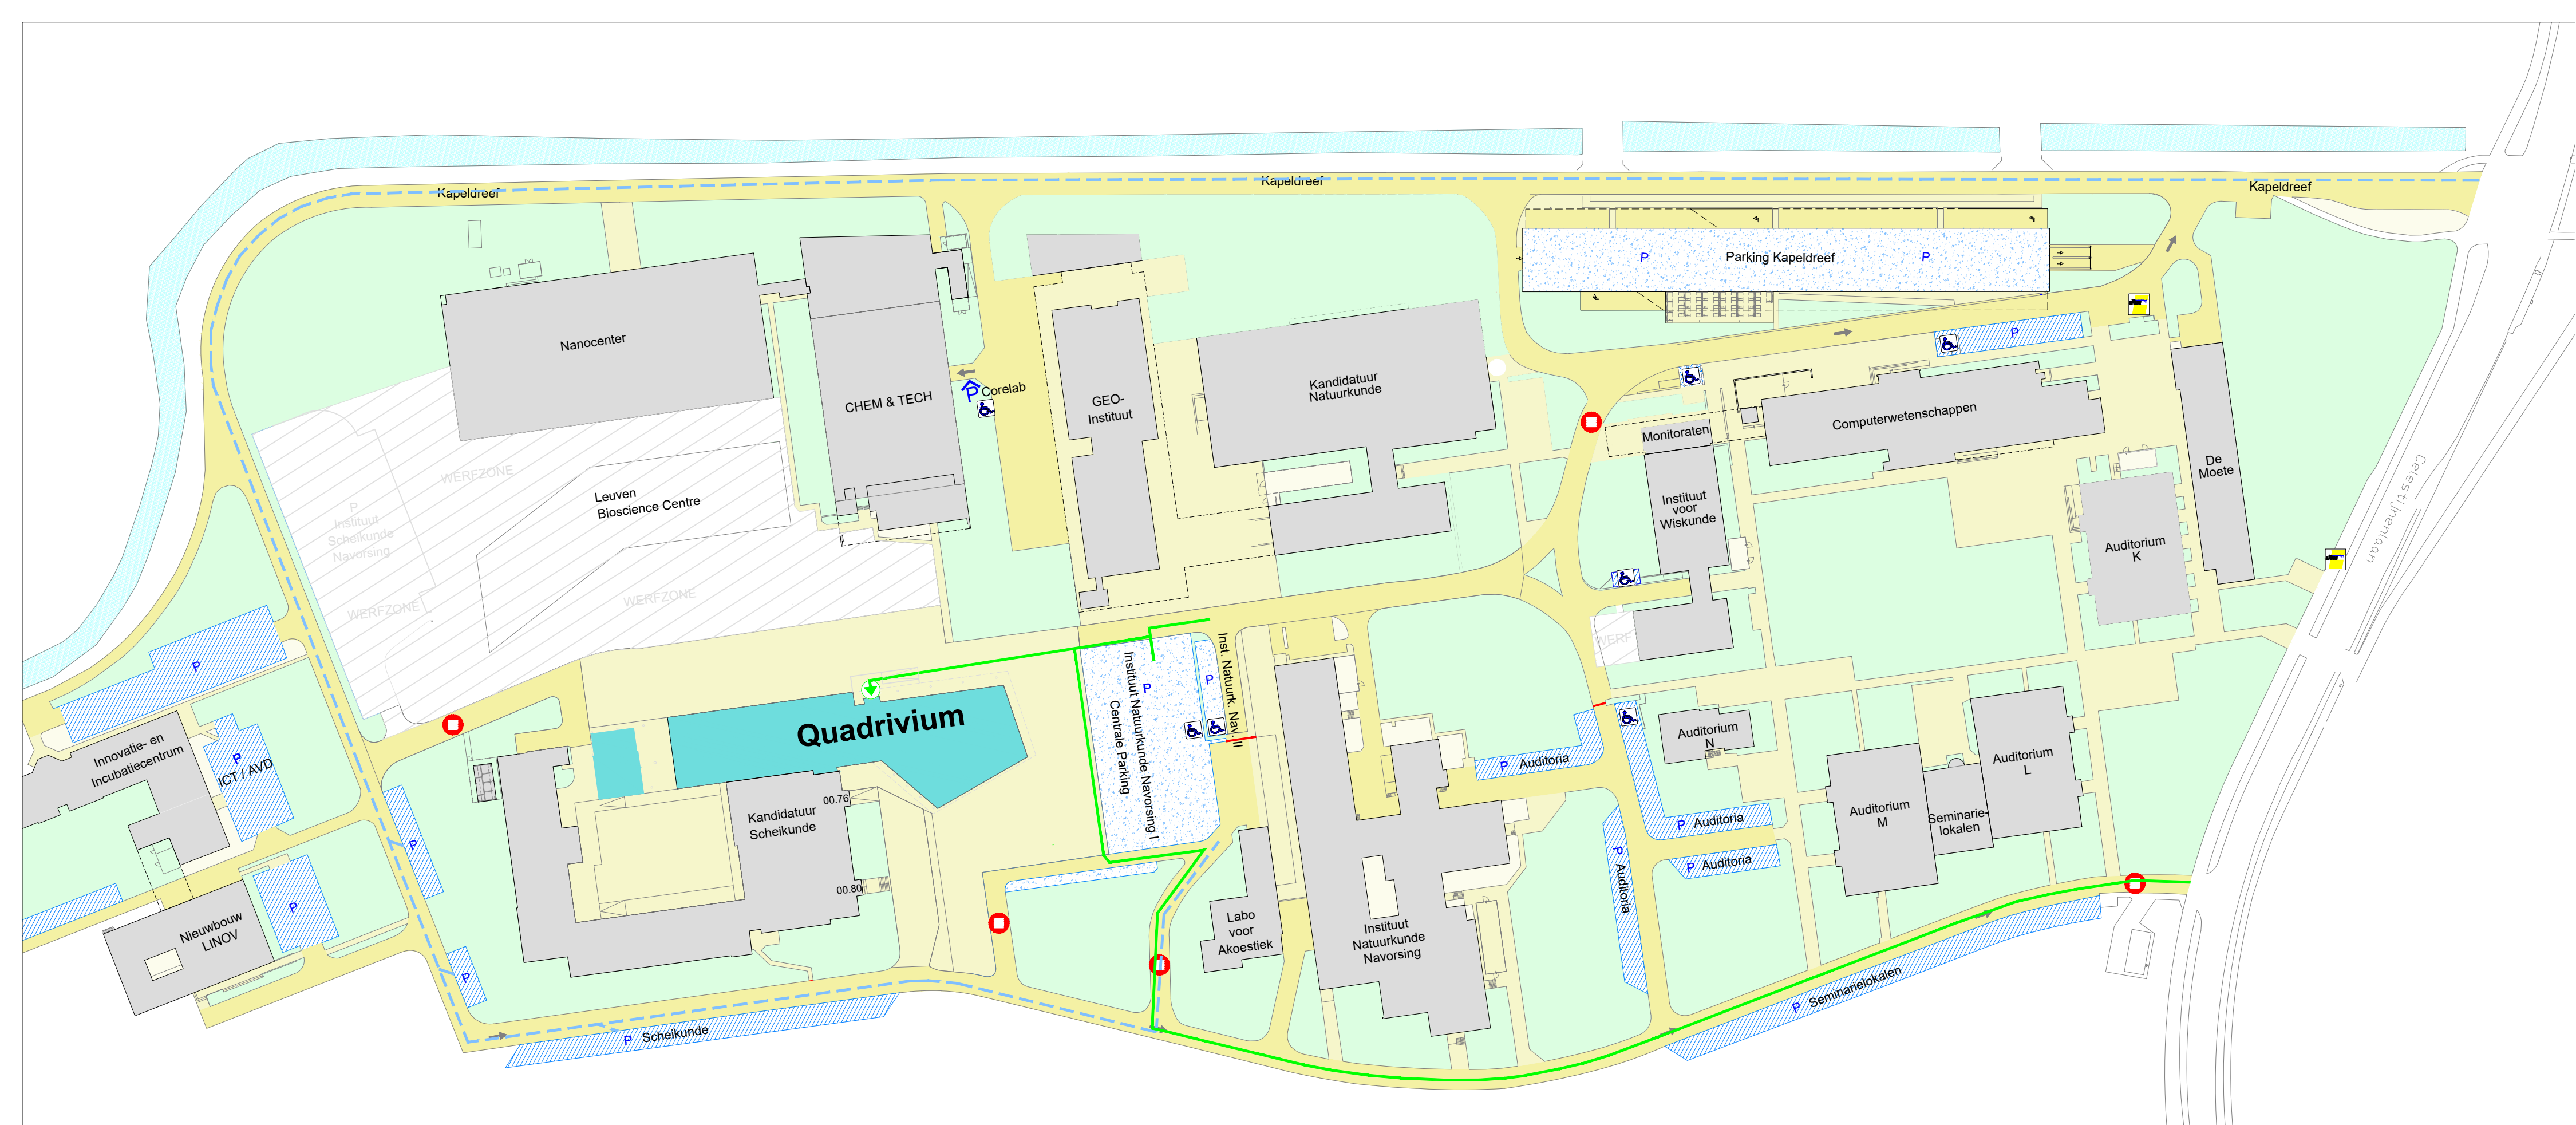 Kapeldreef
Kapeldreef
Kapeldreef
P
Parking Kapeldreef
P
Nanocenter
CHEM & TECH
P Corelab
GEO-
Instituut
Kandidatuur
Natuurkunde
Monitoraten
Computerwetenschappen
P
De
Moete
Instituut
voor
Wiskunde
Auditorium
K
Celestijnenlaan
WERFZONE
P
Instituut
Scheikunde
Navorsing
Leuven
Bioscience Centre
WERFZONE
WERFZONE
WERF
P
Innovatie- en
Incubatiecentrum
P
ICT / AVD
Quadrivium
Kandidatuur
Scheikunde
00.76
00.80
P
Instituut Natuurkunde Navorsing I
Centrale Parking
P
Inst. Natuurk. Nav. III
Labo
voor
Akoestiek
Instituut
Natuurkunde
Navorsing
P Auditoria
P Auditoria
P Auditoria
P Auditoria
Auditorium
N
Auditorium
M
Seminarie-
lokalen
Auditorium
L
P
P
P
Nieuwbouw
LINOV
P Scheikunde
P Seminarielokalen